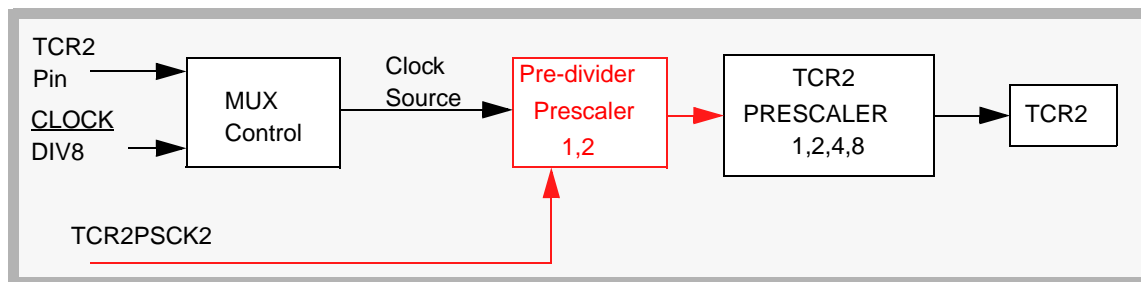 TCR2
Pin
CLOCK
DIV8
MUX
Control
Clock
Source
Pre-divider
Prescaler
1,2
TCR2
PRESCALER
1,2,4,8
TCR2
TCR2PSCK2